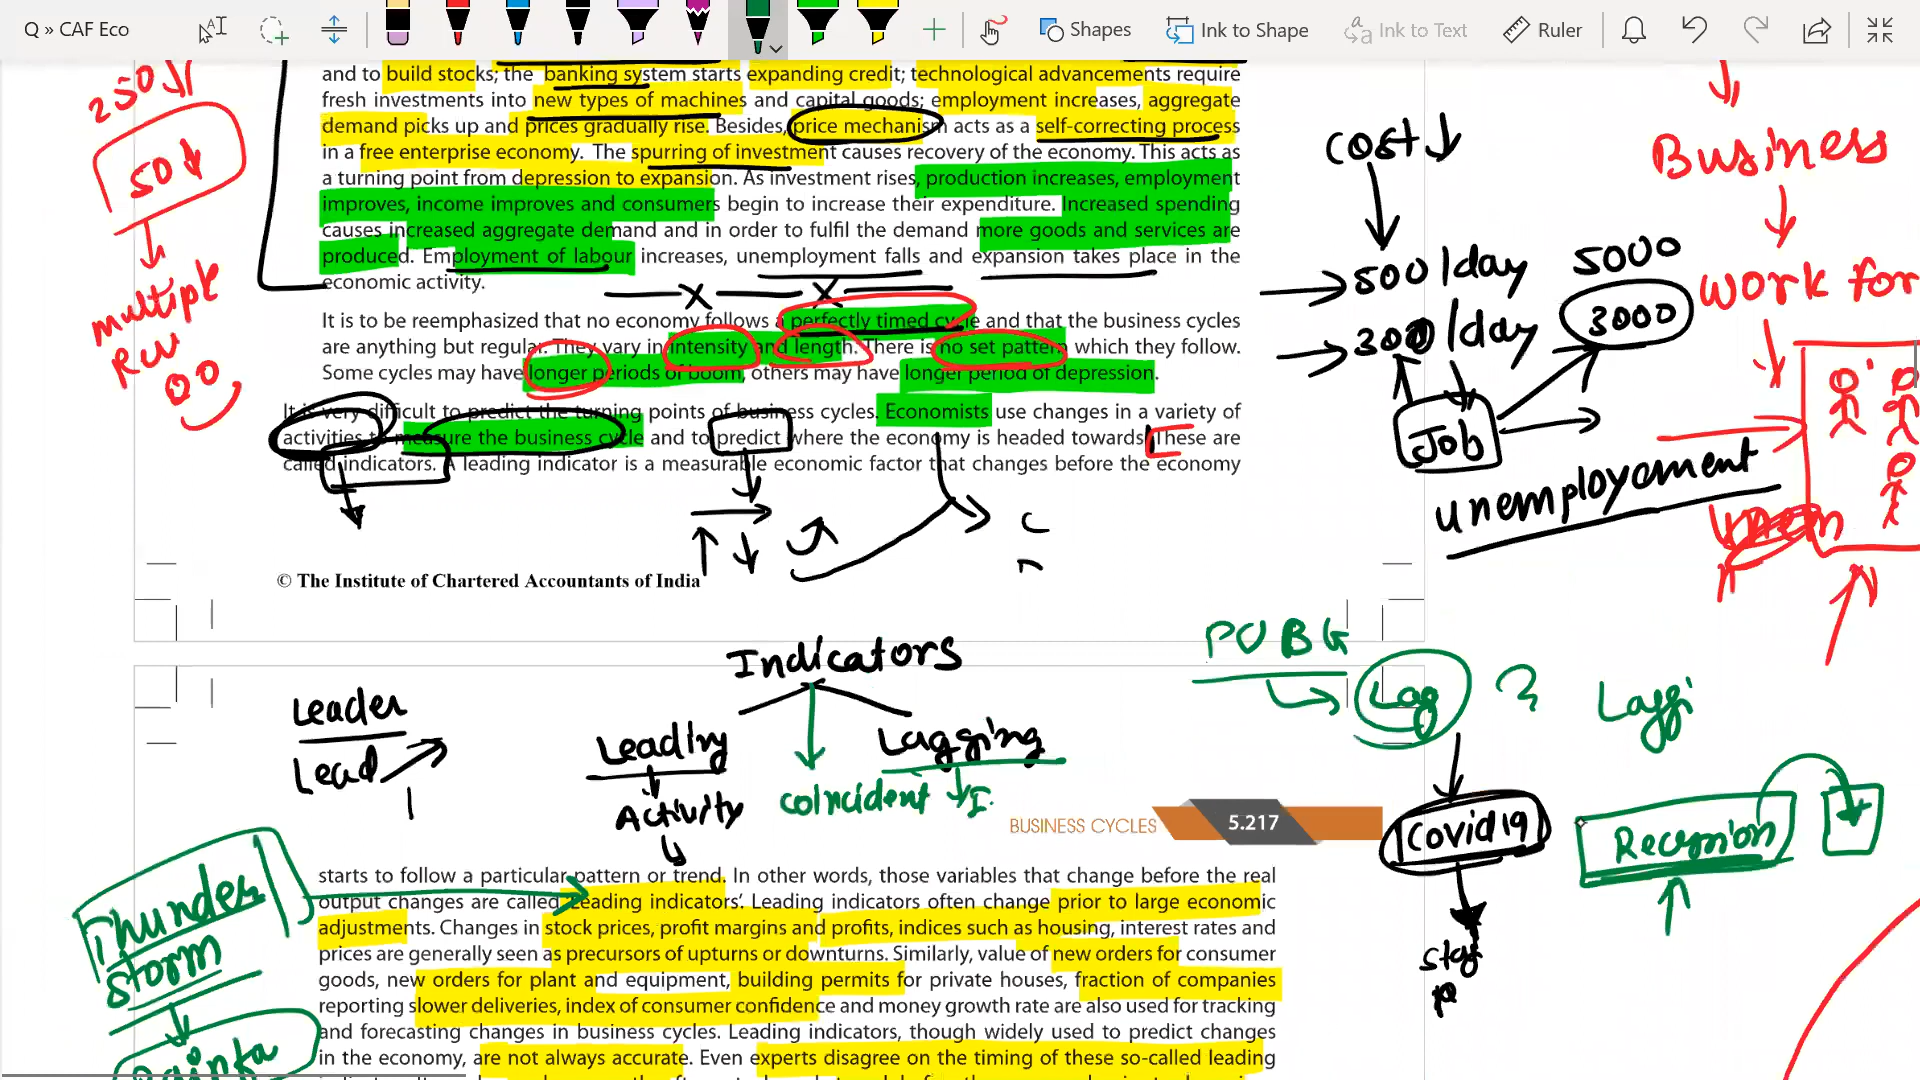 Q » CAF Eco
Shapes
Ink to Shape
Ink to Text
Ruler
and to build stocks; the banking system starts expanding credit; technological advancements require
fresh investments into new types of machines and capital goods; employment increases, aggregate
demand picks up and prices gradually rise. Besides, price mechanism acts as a self-correcting process
in a free enterprise economy. The spurring of investment causes recovery of the economy. This acts as
a turning point from depression to expansion. As investment rises, production increases, employment
improves, income improves and consumers begin to increase their expenditure. Increased spending
causes increased aggregate demand and in order to fulfil the demand more goods and services are
produced. Employment of labour increases, unemployment falls and expansion takes place in the
economic activity.
It is to be reemphasized that no economy follows a perfectly timed cycle and that the business cycles
are anything but regular. They vary in intensity and length. There is no set pattern which they follow.
Some cycles may have longer periods of boom, others may have longer period of depression.
It is very difficult to predict the turning points of business cycles. Economists use changes in a variety of
activities to measure the business cycle and to predict where the economy is headed towards. These are
called indicators. A leading indicator is a measurable economic factor that changes before the economy
© The Institute of Chartered Accountants of India
250
50
multiple
cost
500/day
300/day
5000
3000
Job
unemployement
Business
work for
Indicators
Leader
Lead
Leading
Activity
coincident
Lagging
I.
PUBG
Lag
Laggi
Covid19
Recession
Thunder
storm
BUSINESS CYCLES
5.217
starts to follow a particular pattern or trend. In other words, those variables that change before the real
output changes are called 'Leading indicators'. Leading indicators often change prior to large economic
adjustments. Changes in stock prices, profit margins and profits, indices such as housing, interest rates and
prices are generally seen as precursors of upturns or downturns. Similarly, value of new orders for consumer
goods, new orders for plant and equipment, building permits for private houses, fraction of companies
reporting slower deliveries, index of consumer confidence and money growth rate are also used for tracking
and forecasting changes in business cycles. Leading indicators, though widely used to predict changes
in the economy, are not always accurate. Even experts disagree on the timing of these so-called leading